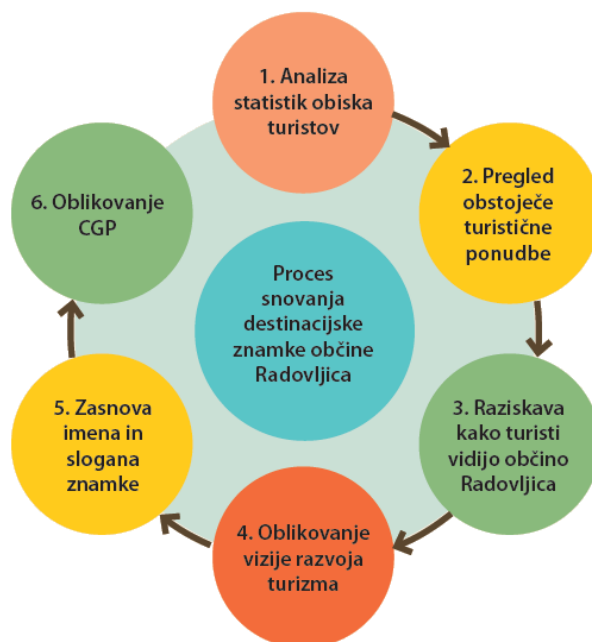 1. Analiza
statistik obiska
turistov
2. Pregled
obstoječe
turistične
ponudbe
3. Raziskava
kako turisti
vidijo občino
Radovljica
4. Oblikovanje
vizije razvoja
turizma
5. Zasnova
imena in
slogana
znamke
6. Oblikovanje
CGP
Proces
snovanja
destinacijske
znamke občine
Radovljica